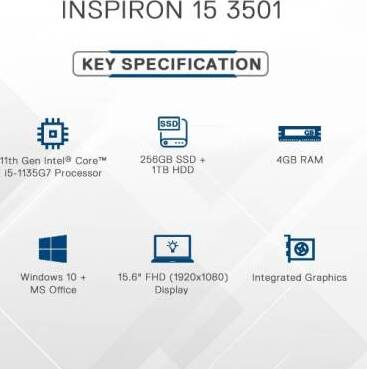 INSPIRON 15 3501
KEY SPECIFICATION
SSD
GB
11th Gen Intel® Core™
i5-1135G7 Processor
256GB SSD +
1TB HDD
4GB RAM
Windows 10 +
MS Office
15.6" FHD (1920x1080)
Display
Integrated Graphics